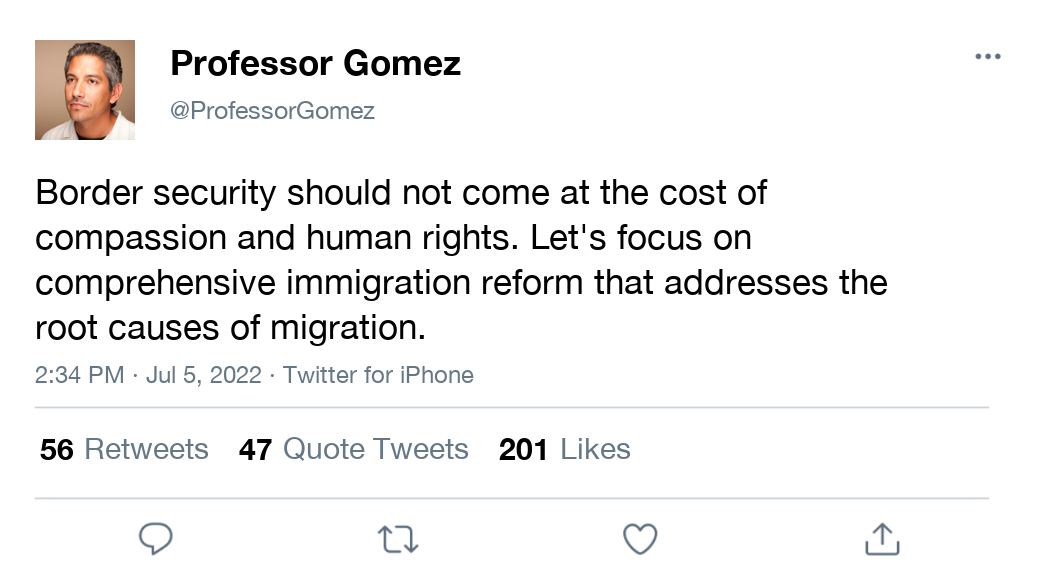 Professor Gomez
@ProfessorGomez
Border security should not come at the cost of
compassion and human rights. Let's focus on
comprehensive immigration reform that addresses the
root causes of migration.
2:34 PM · Jul 5, 2022 · Twitter for iPhone
56 Retweets 47 Quote Tweets 201 Likes